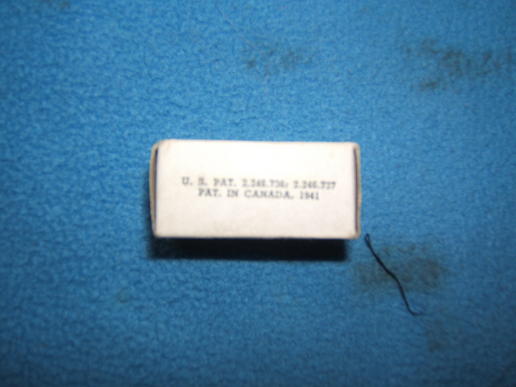 U. S. PAT. 2,246,736; 2,246,737
PAT. IN CANADA, 1941